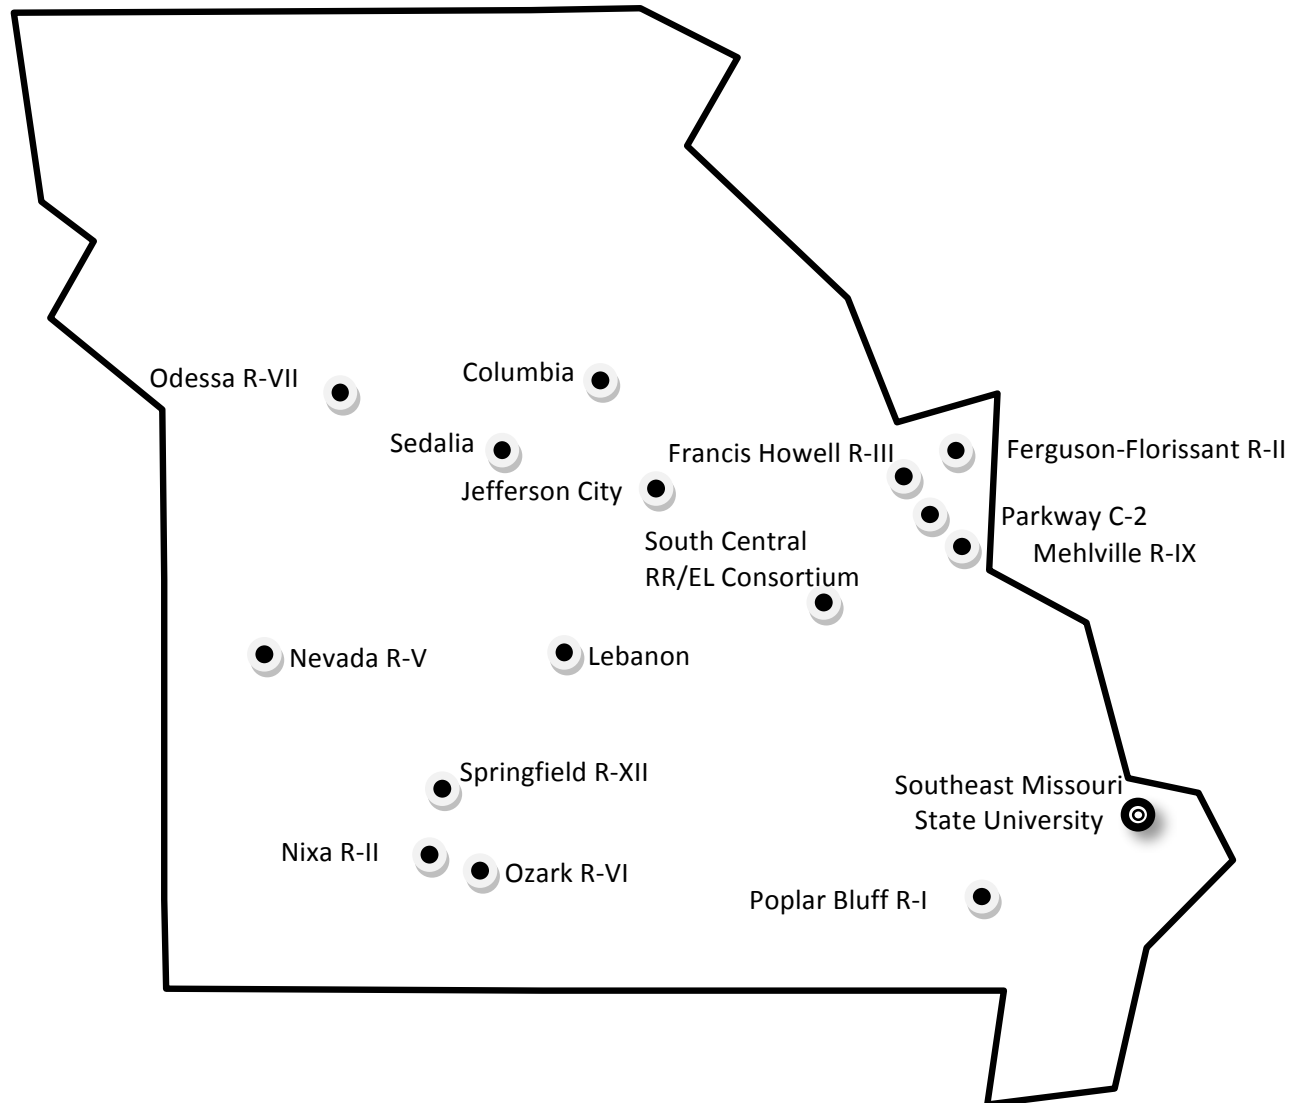 Odessa R-VII
Columbia
Sedalia
Francis Howell R-III
Ferguson-Florissant R-II
Jefferson City
Parkway C-2
South Central
RR/EL Consortium
Mehlville R-IX
Nevada R-V
Lebanon
Springfield R-XII
Southeast Missouri
State University
Nixa R-II
Ozark R-VI
Poplar Bluff R-I